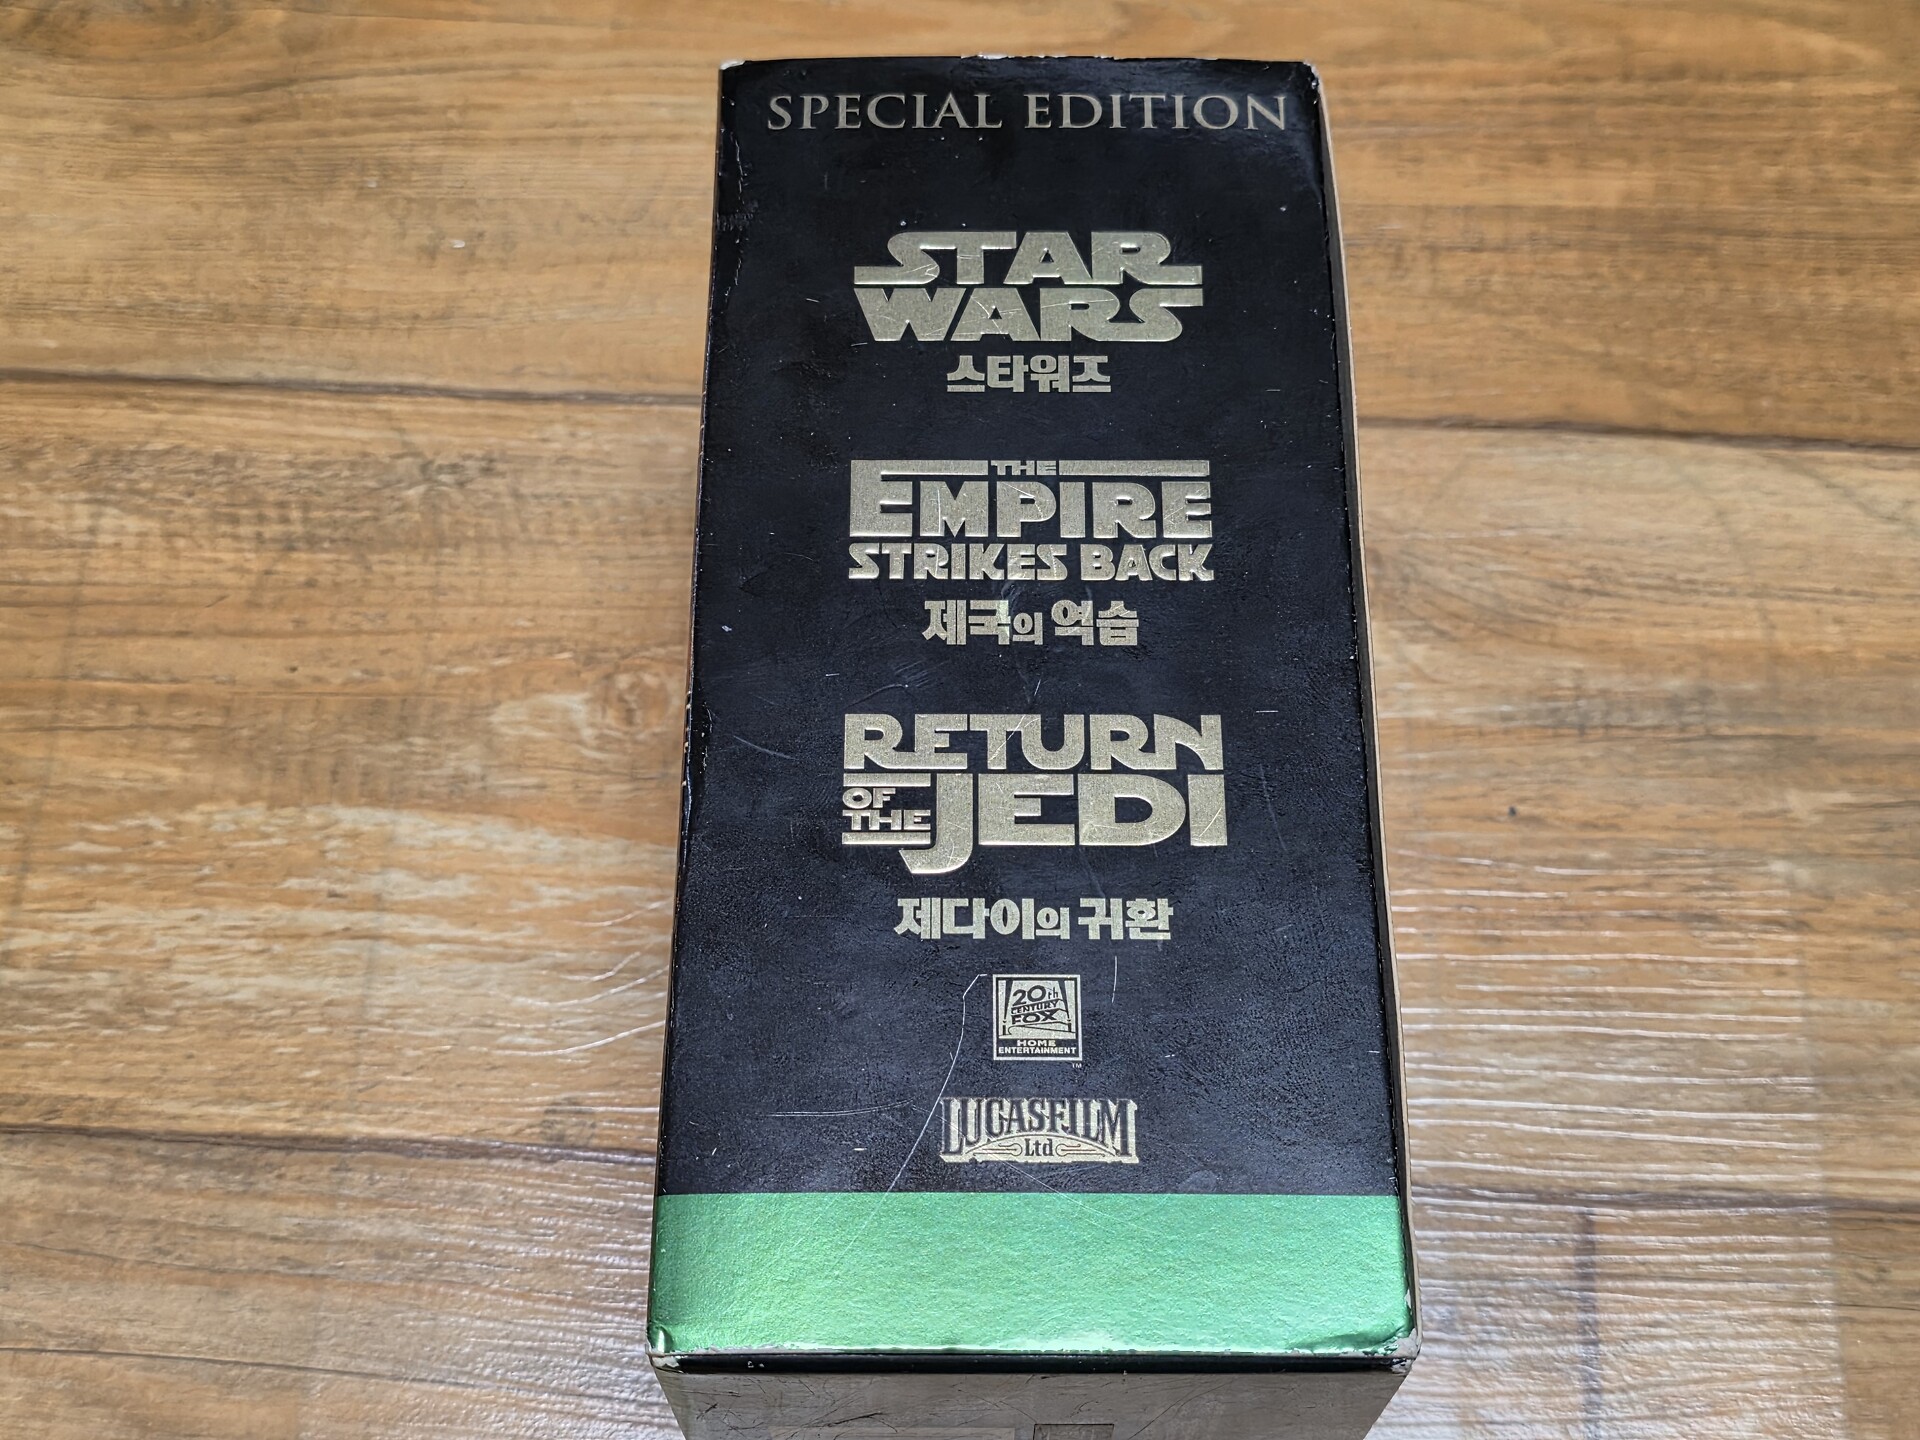 SPECIAL EDITION
STAR
WARS
스타워즈
THE
EMPIRE
STRIKES BACK
제국의 역습
RETURN
OF
THE
JEDI
제다이의 귀환
20th
CENTURY
FOX
HOME
ENTERTAINMENT
TM
LUCASFILM
Ltd